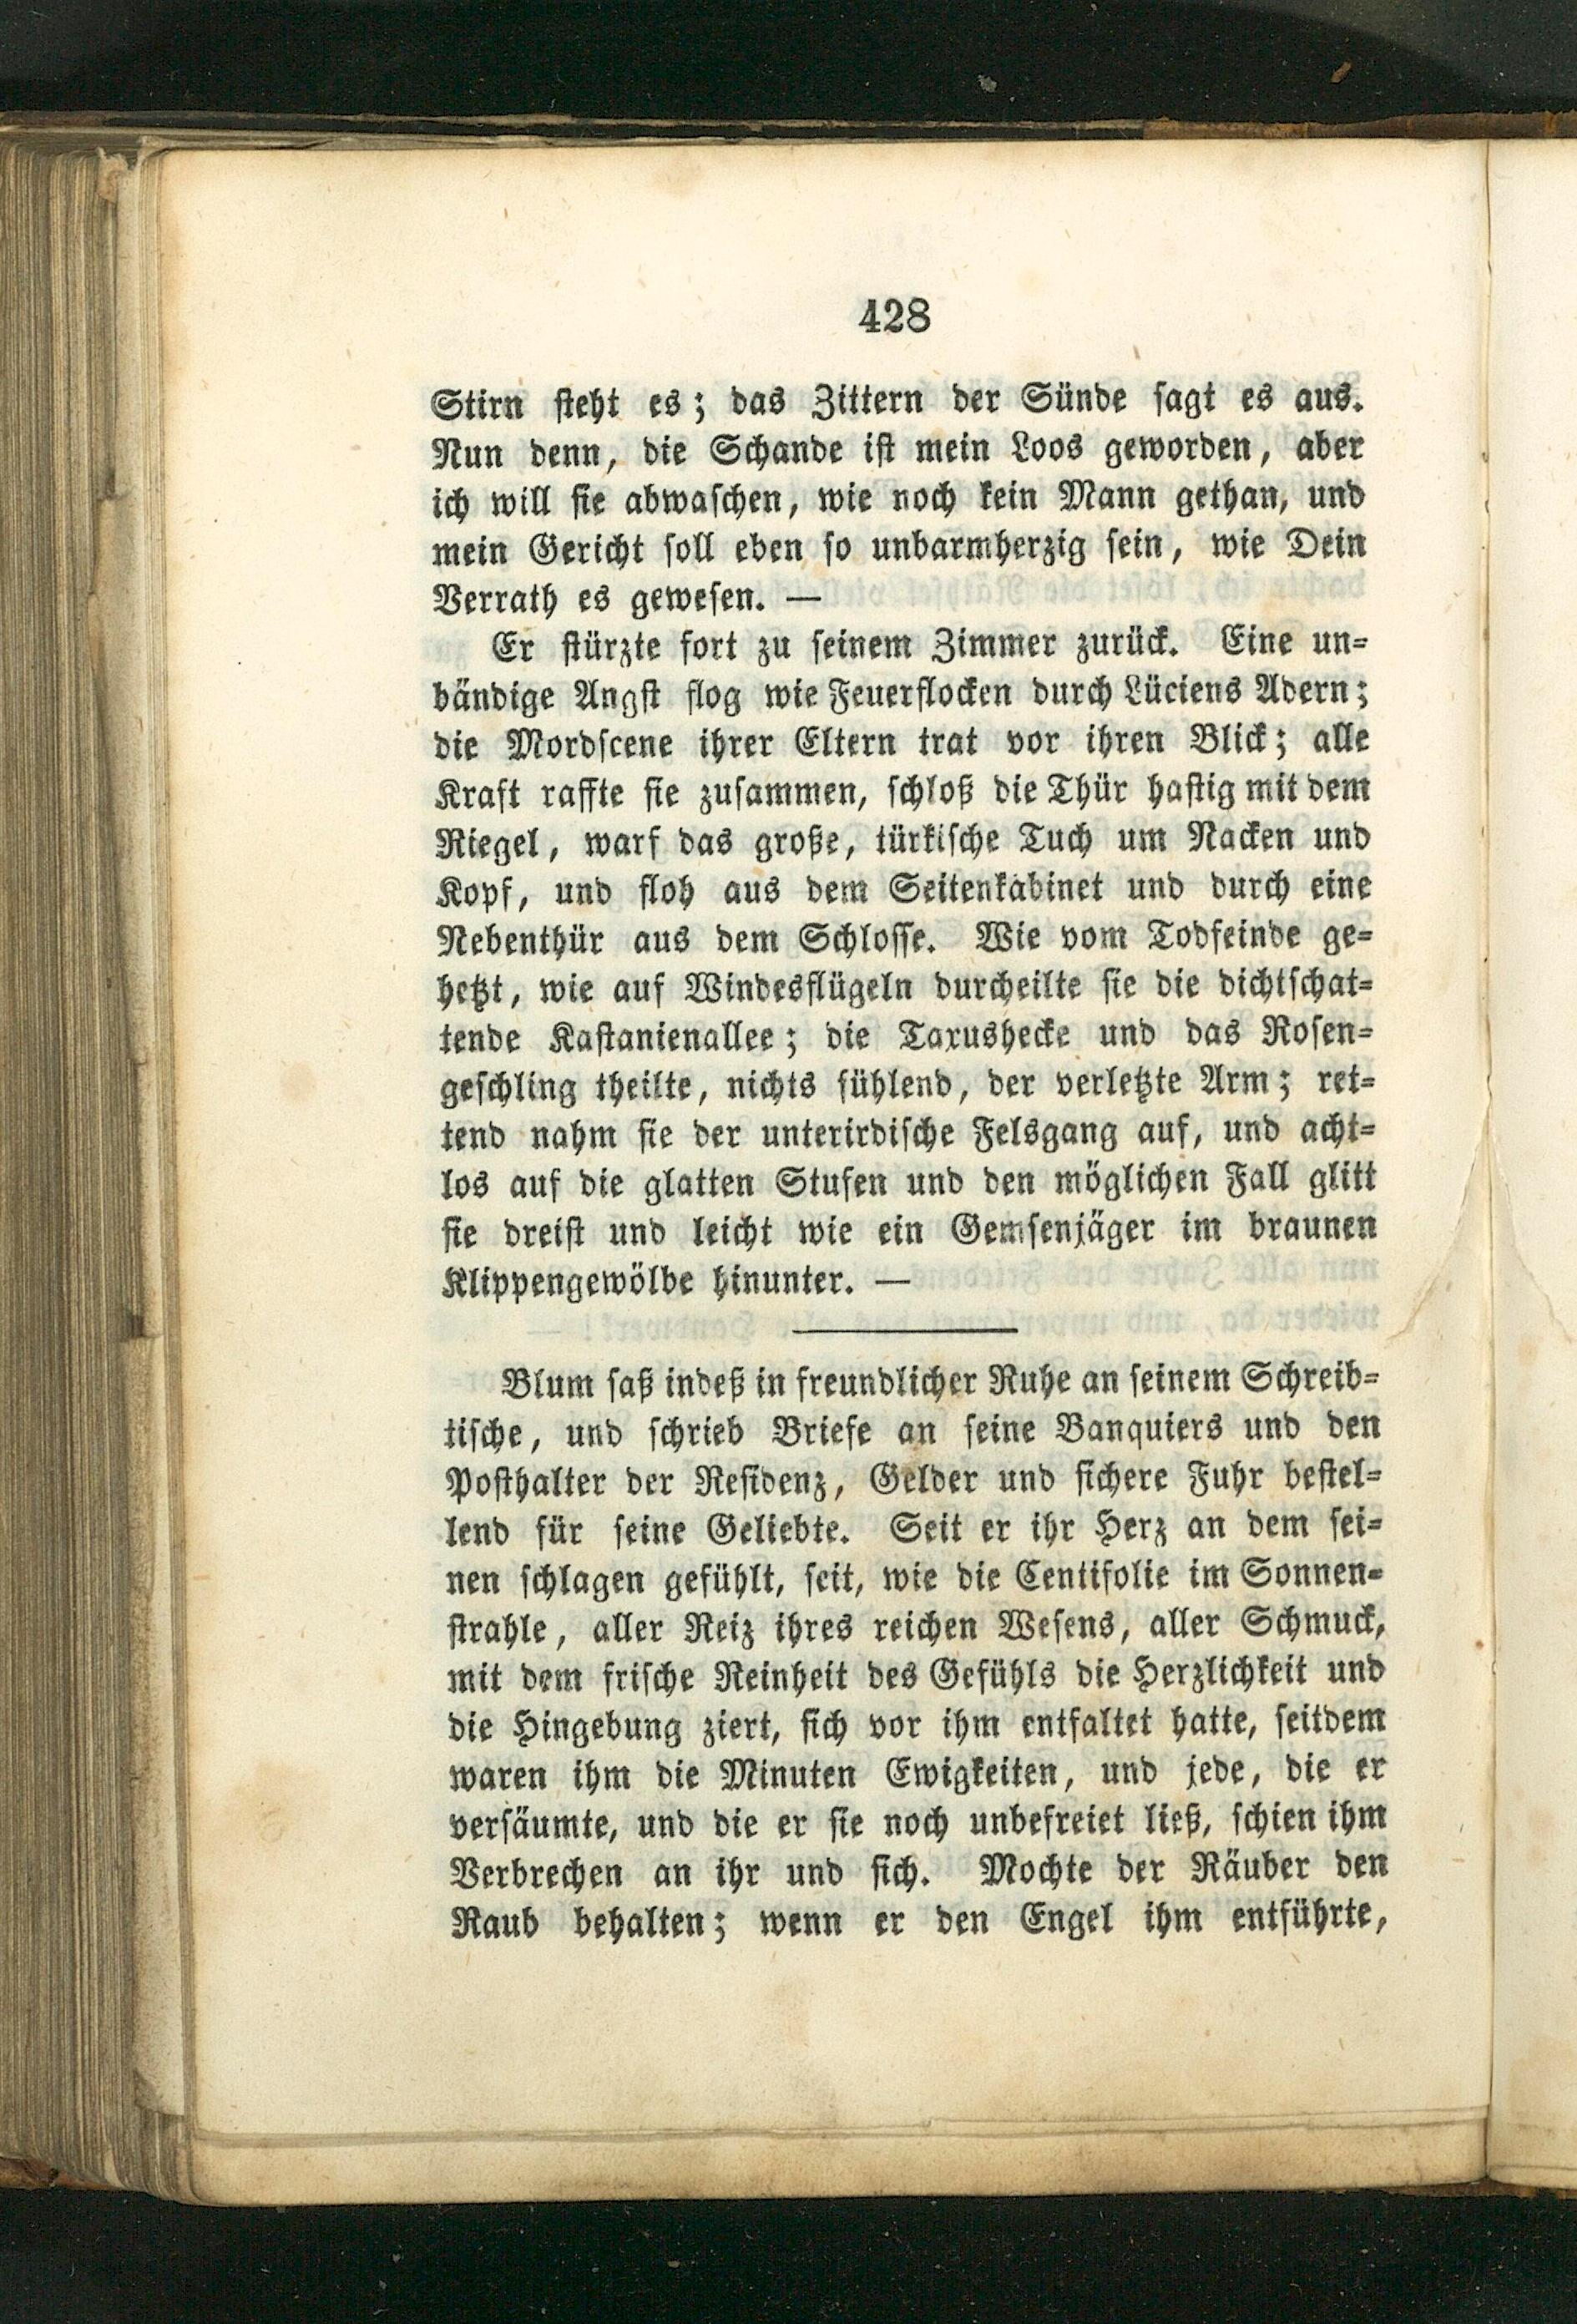 428
Stirn steht es; das Zittern der Sünde sagt es aus.
Nun denn, die Schande ist mein Loos geworden, aber
ich will sie abwaschen, wie noch kein Mann gethan, und
mein Gericht soll eben so unbarmherzig sein, wie Dein
Verrath es gewesen. —
Er stürzte fort zu seinem Zimmer zurück. Eine un-
bändige Angst flog wie Feuerflocken durch Lüciens Adern;
die Mordscene ihrer Eltern trat vor ihren Blick; alle
Kraft raffte sie zusammen, schloß die Thür hastig mit dem
Riegel, warf das große, türkische Tuch um Nacken und
Kopf, und floh aus dem Seitenkabinet und durch eine
Nebenthür aus dem Schlosse. Wie vom Todfeinde ge-
hetzt, wie auf Windesflügeln durcheilte sie die dichtschat-
tende Kastanienallee; die Taxushecke und das Rosen-
geschling theilte, nichts fühlend, der verletzte Arm; ret-
tend nahm sie der unterirdische Felsgang auf, und acht-
los auf die glatten Stufen und den möglichen Fall glitt
sie dreist und leicht wie ein Gemsenjäger im braunen
Klippengewölbe hinunter. —
Blum saß indeß in freundlicher Ruhe an seinem Schreib-
tische, und schrieb Briefe an seine Banquiers und den
Posthalter der Residenz, Gelder und sichere Fuhr bestel-
lend für seine Geliebte. Seit er ihr Herz an dem sei-
nen schlagen gefühlt, seit, wie die Centifolie im Sonnen-
strahle, aller Reiz ihres reichen Wesens, aller Schmuck,
mit dem frische Reinheit des Gefühls die Herzlichkeit und
die Hingebung ziert, sich vor ihm entfaltet hatte, seitdem
waren ihm die Minuten Ewigkeiten, und jede, die er
versäumte, und die er sie noch unbefreiet ließ, schien ihm
Verbrechen an ihr und sich. Mochte der Räuber den
Raub behalten; wenn er den Engel ihm entführte,